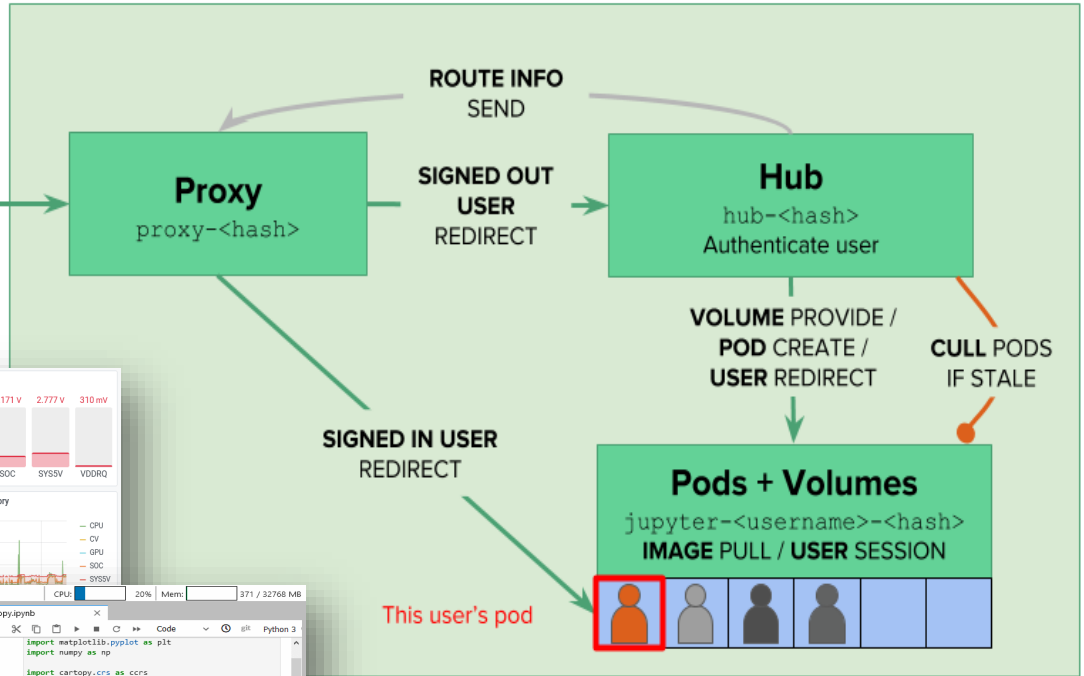 ROUTE INFO
SEND
Proxy
proxy-<hash>
SIGNED OUT
USER
REDIRECT
Hub
hub-<hash>
Authenticate user
VOLUME PROVIDE /
POD CREATE /
USER REDIRECT
CULL PODS
IF STALE
SIGNED IN USER
REDIRECT
Pods + Volumes
jupyter-<username>-<hash>
IMAGE PULL / USER SESSION
This user's pod
171 V 2.777 V 310 mV
SOC SYS5V VDDRQ
ory
CPU
CV
GPU
SOC
SYS5V
CPU: 20% Mem: 371 / 32768 MB
opy.ipynb
Code git Python 3
import matplotlib.pyplot as plt
import numpy as np
import cartopy.crs as ccrs